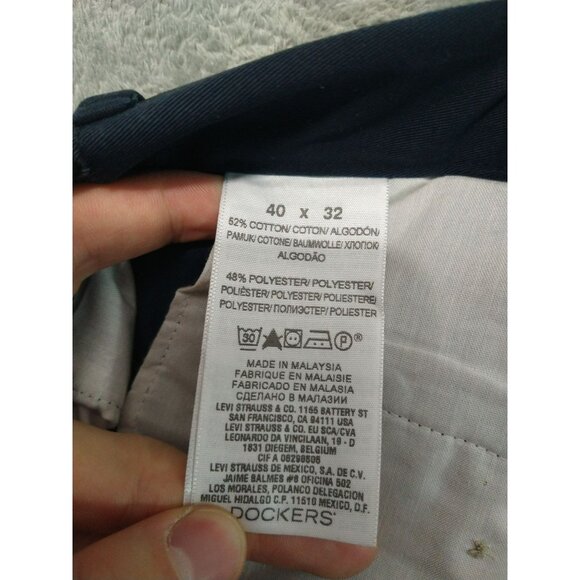 40 x 32
52% COTTON/ COTON/ ALGODÓN/
PAMUK/ COTONE/ BAUMWOLLE/ ХЛОПОК/
ALGODÃO
48% POLYESTER/ POLYESTER/
POLIÉSTER/ POLYESTER/ POLIESTERE/
POLYESTER/ ПОЛИЭСТЕР/ POLIESTER
30 P ®
MADE IN MALAYSIA
FABRIQUE EN MALAISIE
FABRICADO EN MALASIA
СДЕЛАНО В МАЛАЗИИ
LEVI STRAUSS & CO. 1155 BATTERY ST
SAN FRANCISCO, CA 94111 USA
LEVI STRAUSS & CO. EU SCA/CVA
LEONARDO DA VINCILAAN, 19 - D
1831 DIEGEM, BELGIUM
CIF A
LEVI STRAUSS DE MEXICO, S.A. DE C.V.
JAIME BALMES #8 OFICINA 502
LOS MORALES, POLANCO DELEGACION
MIGUEL HIDALGO C.P. 11510 MEXICO, D.F.
DOCKERS